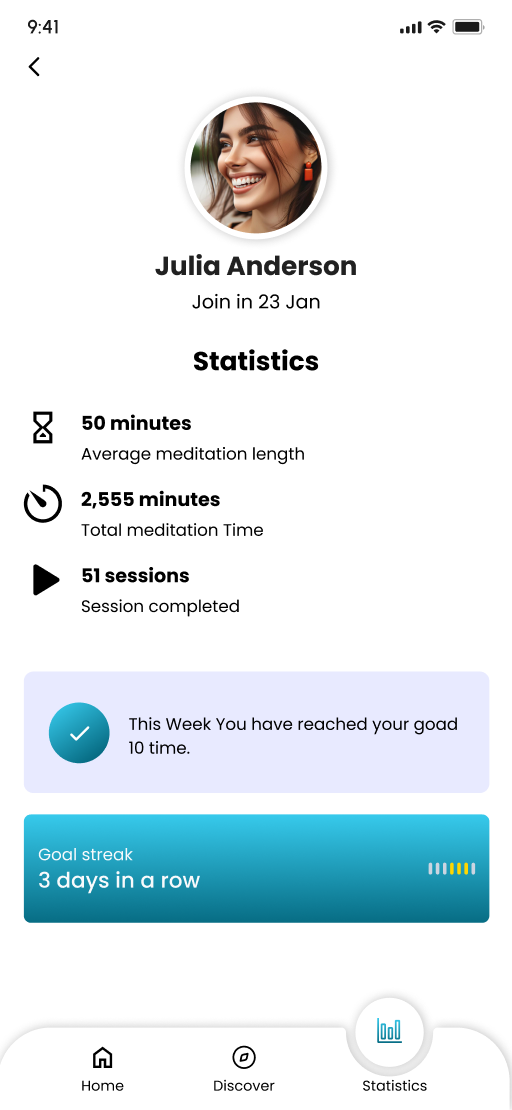 9:41
Julia Anderson
Join in 23 Jan
Statistics
50 minutes
Average meditation length
2,555 minutes
Total meditation Time
51 sessions
Session completed
This Week You have reached your goad
10 time.
Goal streak
3 days in a row
Home
Discover
Statistics